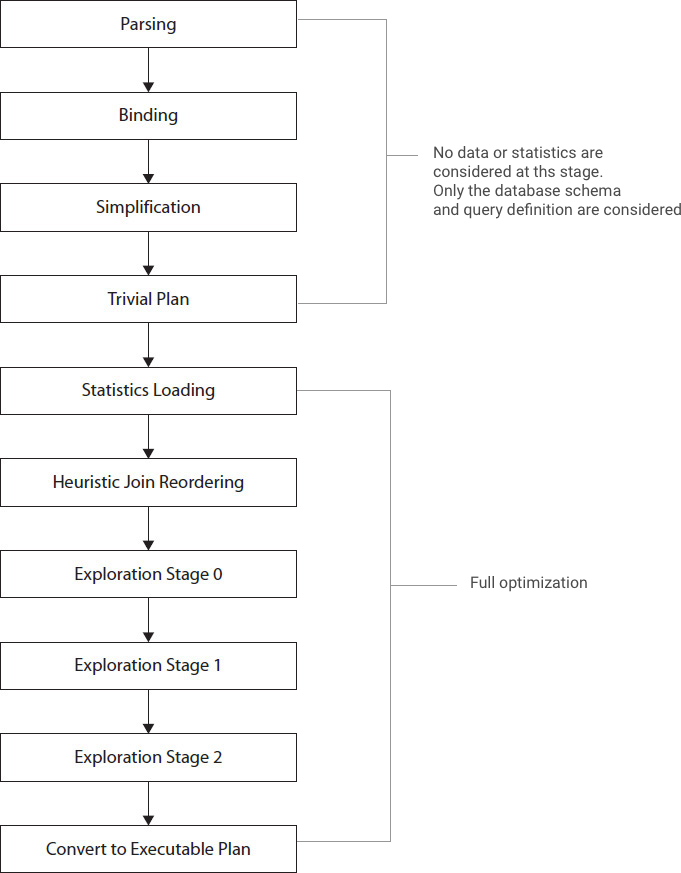 Parsing
Binding
No data or statistics are
considered at ths stage.
Only the database schema
and query definition are considered
Simplification
Trivial Plan
Statistics Loading
Heuristic Join Reordering
Exploration Stage 0
Full optimization
Exploration Stage 1
Exploration Stage 2
Convert to Executable Plan